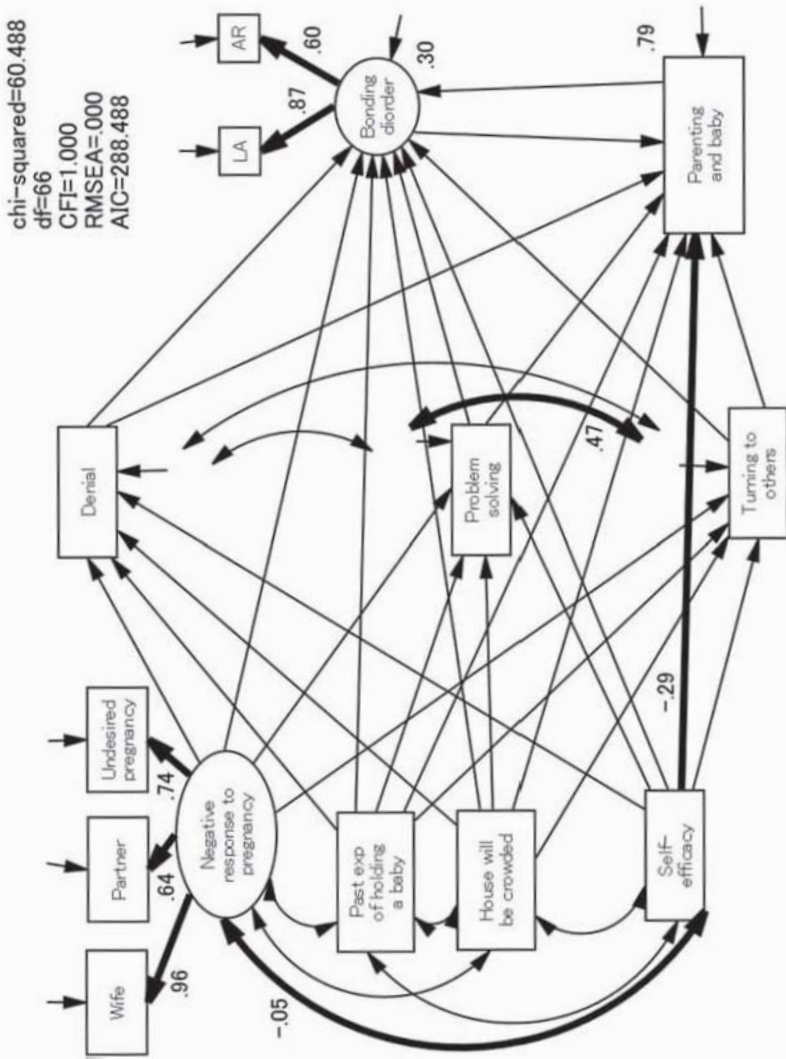 chi-squared=60.488
df=66
CFI=1.000
RMSEA=.000
AIC=288.488
Wife
Partner
Undesired
pregnancy
.96
.64
.74
Negative
response to
pregnancy
-.05
Past exp
of holding
a baby
House will
be crowded
Self-
efficacy
Denial
Problem
solving
Turning to
others
.47
-.29
LA
AR
.87
.60
Bonding
diorder
.30
Parenting
and baby
.79